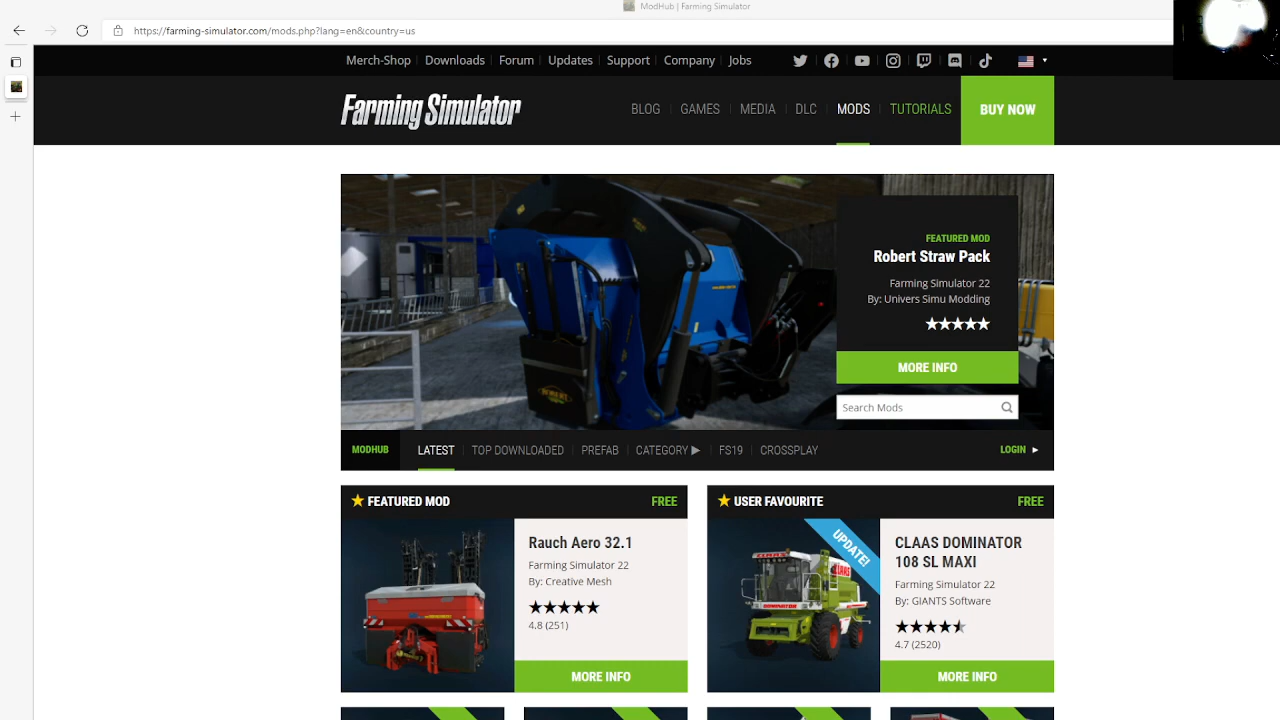 ModHub | Farming Simulator
https://farming-simulator.com/mods.php?lang=en&country=us
Merch-Shop Downloads Forum Updates Support Company Jobs
Farming Simulator
BLOG GAMES MEDIA DLC MODS TUTORIALS BUY NOW
FEATURED MOD
Robert Straw Pack
Farming Simulator 22
By: Univers Simu Modding
MORE INFO
Search Mods
MODHUB LATEST TOP DOWNLOADED PREFAB CATEGORY ▶ FS19 CROSSPLAY LOGIN ►
FEATURED MOD FREE
Rauch Aero 32.1
Farming Simulator 22
By: Creative Mesh
4.8 (251)
MORE INFO
USER FAVOURITE FREE
UPDATE!
CLAAS
DOMINATOR
CLAAS DOMINATOR
108 SL MAXI
Farming Simulator 22
By: GIANTS Software
4.7 (2520)
MORE INFO